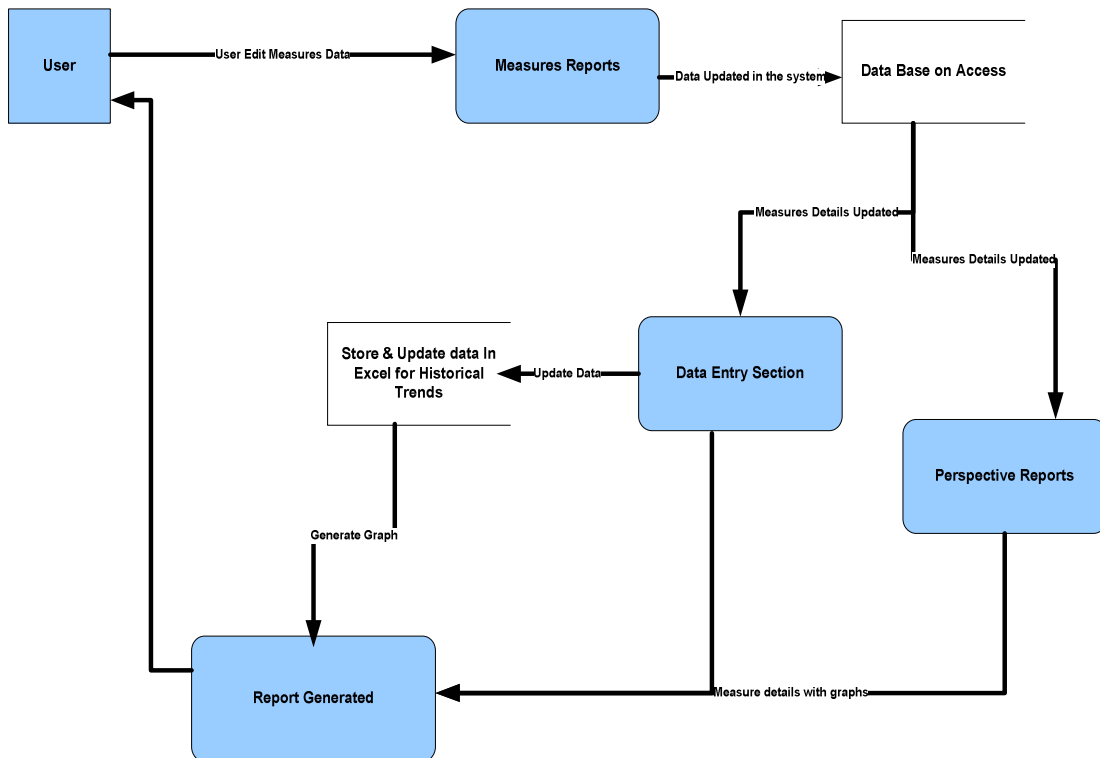 User
User Edit Measures Data
Measures Reports
Data Updated in the system
Data Base on Access
Measures Details Updated
Measures Details Updated
Store & Update data In
Excel for Historical
Trends
Update Data
Data Entry Section
Perspective Reports
Generate Graph
Report Generated
Measure details with graphs